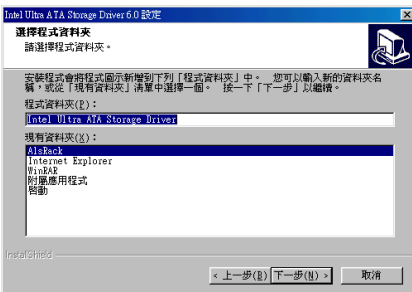 Intel Ultra ATA Storage Driver 6.0 設定
選擇程式資料夾
請選擇程式資料夾。
安裝程式會將程式圖示新增到下列「程式資料夾」中。 您可以輸入新的資料夾名
稱，或從「現有資料夾」清單中選擇一個。 按一下「下一步」以繼續。
程式資料夾(P)：
Intel Ultra ATA Storage Driver
現有資料夾(X)：
AlsRack
Internet Explorer
WinRAR
附屬應用程式
啟動
InstallShield
< 上一步(B) 下一步(N) > 取消